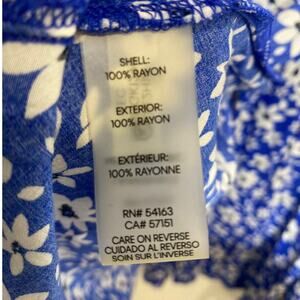 SHELL:
100% RAYON
EXTERIOR:
100% RAYON
EXTÉRIEUR:
100% RAYONNE
RN# 54163
CA# 57151
CARE ON REVERSE
CUIDADO AL REVERSO
SOIN SUR L'INVERSE